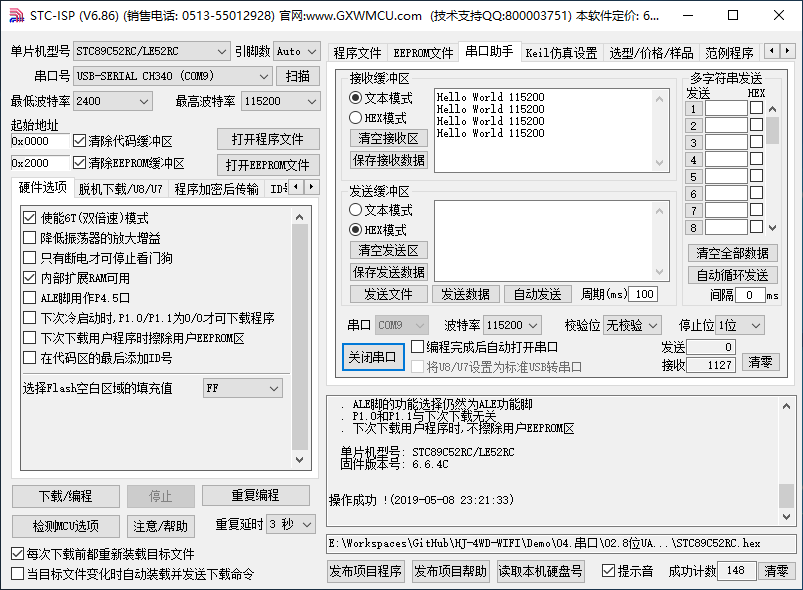 STC-ISP (V6.86) (销售电话: 0513-55012928) 官网:www.GXWMCU.com (技术支持QQ:800003751) 本软件定价: 6...
单片机型号 STC89C52RC/LE52RC 引脚数 Auto
串口号 USB-SERIAL CH340 (COM9) 扫描
最低波特率 2400 最高波特率 115200
起始地址
0x0000 清除代码缓冲区 打开程序文件
0x2000 清除EEPROM缓冲区 打开EEPROM文件
硬件选项 脱机下载/U8/U7 程序加密后传输 ID号
使能6T(双倍速)模式
降低振荡器的放大增益
只有断电才可停止看门狗
内部扩展RAM可用
ALE脚用作P4.5口
下次冷启动时,P1.0/P1.1为0/0才可下载程序
下次下载用户程序时擦除用户EEPROM区
在代码区的最后添加ID号
选择Flash空白区域的填充值 FF
下载/编程 停止 重复编程
检测MCU选项 注意/帮助 重复延时 3 秒
每次下载前都重新装载目标文件
当目标文件变化时自动装载并发送下载命令
程序文件 EEPROM文件 串口助手 Keil仿真设置 选型/价格/样品 范例程序
接收缓冲区
文本模式
HEX模式
清空接收区
保存接收数据
Hello World 115200
Hello World 115200
Hello World 115200
Hello World 115200
发送缓冲区
文本模式
HEX模式
清空发送区
保存发送数据
发送文件 发送数据 自动发送 周期(ms) 100
多字符串发送
发送 HEX
1
2
3
4
5
6
7
8
清空全部数据
自动循环发送
间隔 0 ms
串口 COM9 波特率 115200 校验位 无校验 停止位 1位
关闭串口 编程完成后自动打开串口
将U8/U7设置为标准USB转串口
发送 0
接收 1127 清零
. ALE脚的功能选择仍然为ALE功能脚
. P1.0和P1.1与下次下载无关
. 下次下载用户程序时,不擦除用户EEPROM区
单片机型号: STC89C52RC/LE52RC
固件版本号: 6.6.4C
操作成功 !(2019-05-08 23:21:33)
E:\Workspaces\GitHub\HJ-4WD-WIFI\Demo\04.串口\02.8位UA...\STC89C52RC.hex
发布项目程序 发布项目帮助 读取本机硬盘号 提示音 成功计数 148 清零